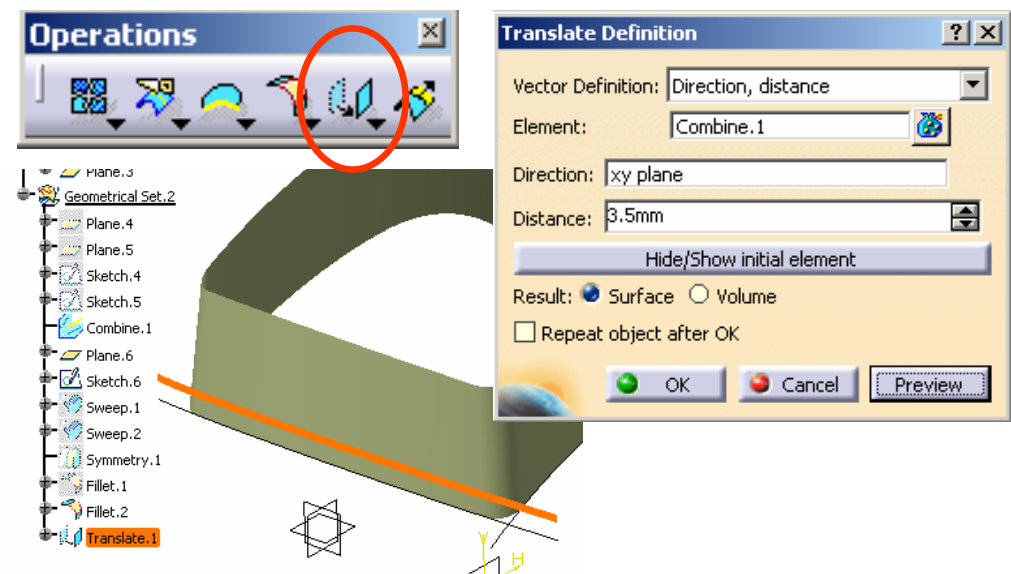 Operations
Translate Definition
Vector Definition: Direction, distance
Element: Combine.1
Direction: xy plane
Distance: 3.5mm
Hide/Show initial element
Result: Surface Volume
Repeat object after OK
OK Cancel Preview
Plane.3
Geometrical Set.2
Plane.4
Plane.5
Sketch.4
Sketch.5
Combine.1
Plane.6
Sketch.6
Sweep.1
Sweep.2
Symmetry.1
Fillet.1
Fillet.2
Translate.1
V
H